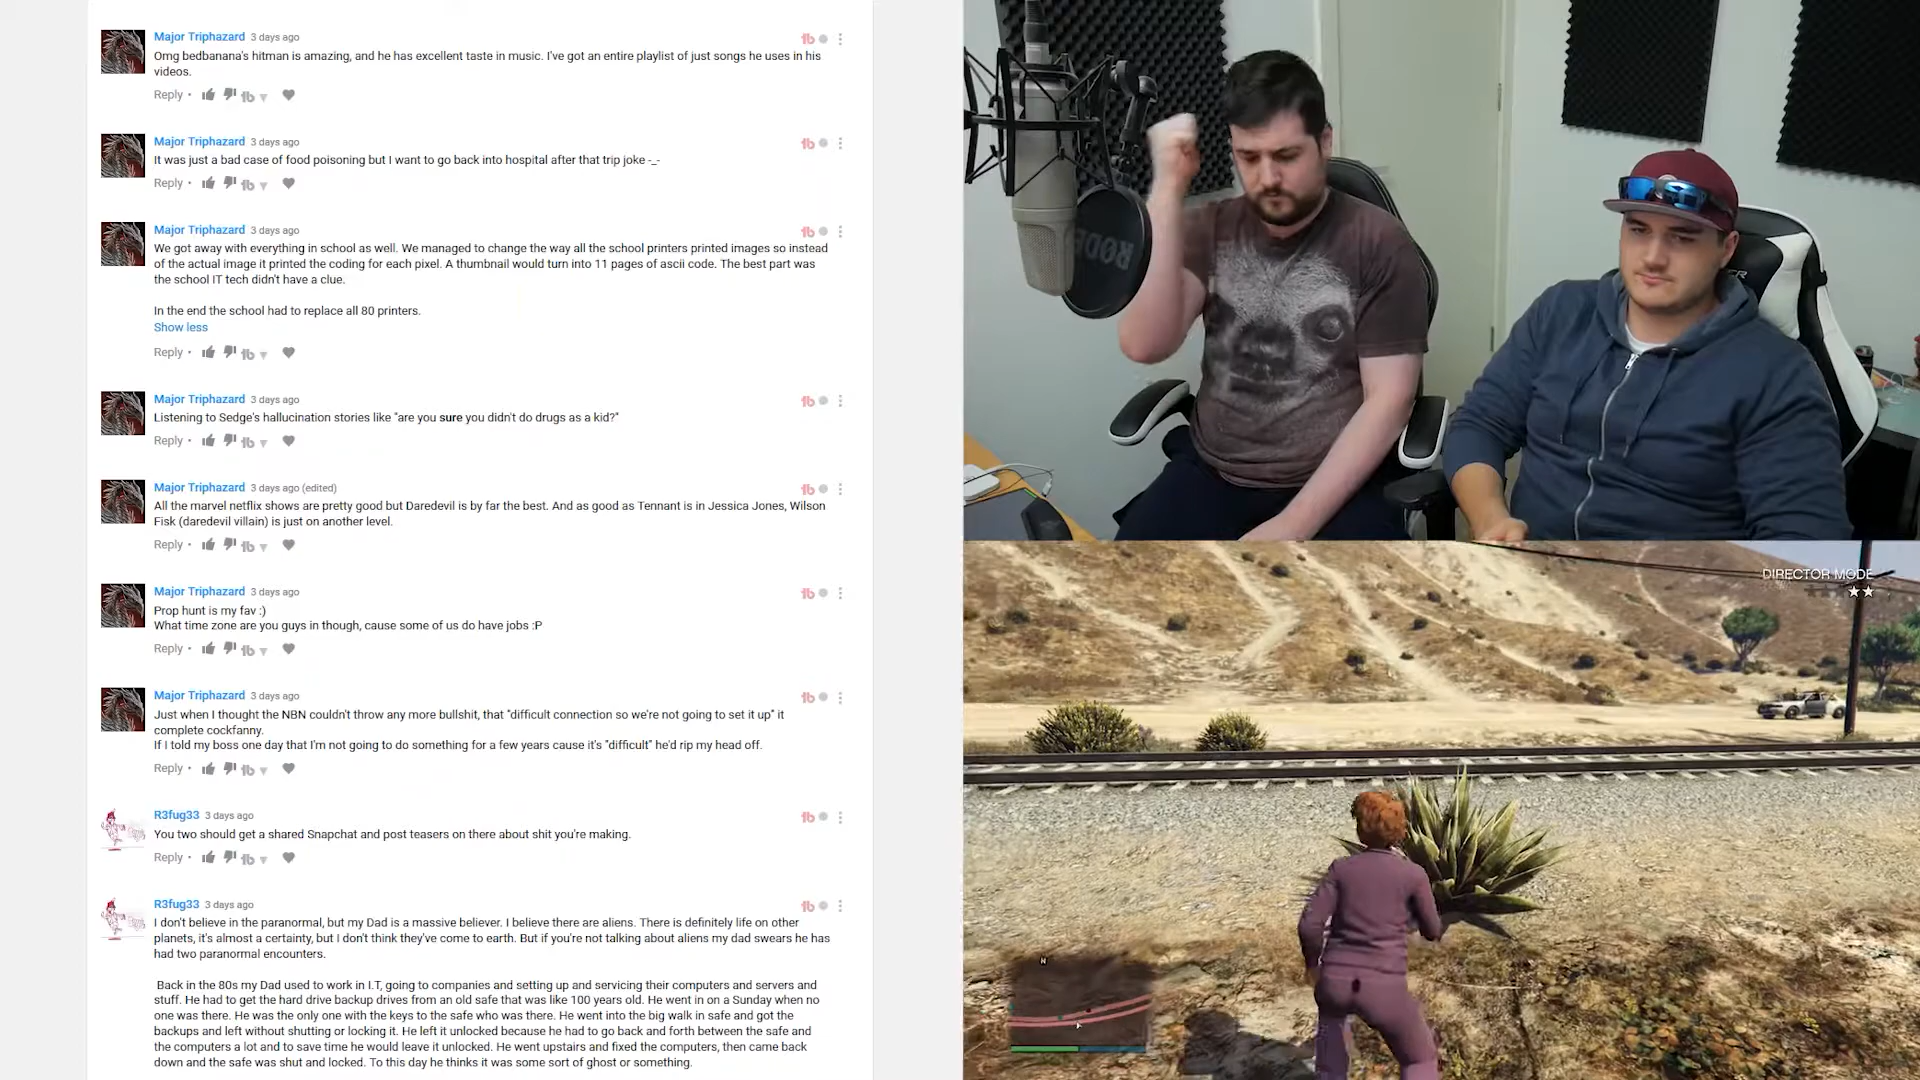 Major Triphazard 3 days ago
Omg bedbanana's hitman is amazing, and he has excellent taste in music. I've got an entire playlist of just songs he uses in his
videos.
Reply
Major Triphazard 3 days ago
It was just a bad case of food poisoning but I want to go back into hospital after that trip joke -_-
Reply
Major Triphazard 3 days ago
We got away with everything in school as well. We managed to change the way all the school printers printed images so instead
of the actual image it printed the coding for each pixel. A thumbnail would turn into 11 pages of ascii code. The best part was
the school IT tech didn't have a clue.
In the end the school had to replace all 80 printers.
Show less
Reply
Major Triphazard 3 days ago
Listening to Sedge's hallucination stories like "are you sure you didn't do drugs as a kid?"
Reply
Major Triphazard 3 days ago (edited)
All the marvel netflix shows are pretty good but Daredevil is by far the best. And as good as Tennant is in Jessica Jones, Wilson
Fisk (daredevil villain) is just on another level.
Reply
Major Triphazard 3 days ago
Prop hunt is my fav :)
What time zone are you guys in though, cause some of us do have jobs :P
Reply
Major Triphazard 3 days ago
Just when I thought the NBN couldn't throw any more bullshit, that "difficult connection so we're not going to set it up" it
complete cockfanny.
If I told my boss one day that I'm not going to do something for a few years cause it's "difficult" he'd rip my head off.
Reply
R3fug33 3 days ago
You two should get a shared Snapchat and post teasers on there about shit you're making.
Reply
R3fug33 3 days ago
I don't believe in the paranormal, but my Dad is a massive believer. I believe there are aliens. There is definitely life on other
planets, it's almost a certainty, but I don't think they've come to earth. But if you're not talking about aliens my dad swears he has
had two paranormal encounters.
Back in the 80s my Dad used to work in I.T, going to companies and setting up and servicing their computers and servers and
stuff. He had to get the hard drive backup drives from an old safe that was like 100 years old. He went in on a Sunday when no
one was there. He was the only one with the keys to the safe who was there. He went into the big walk in safe and got the
backups and left without shutting or locking it. He left it unlocked because he had to go back and forth between the safe and
the computers a lot and to save time he would leave it unlocked. He went upstairs and fixed the computers, then came back
down and the safe was shut and locked. To this day he thinks it was some sort of ghost or something.
RODE
DIRECTOR MODE
N